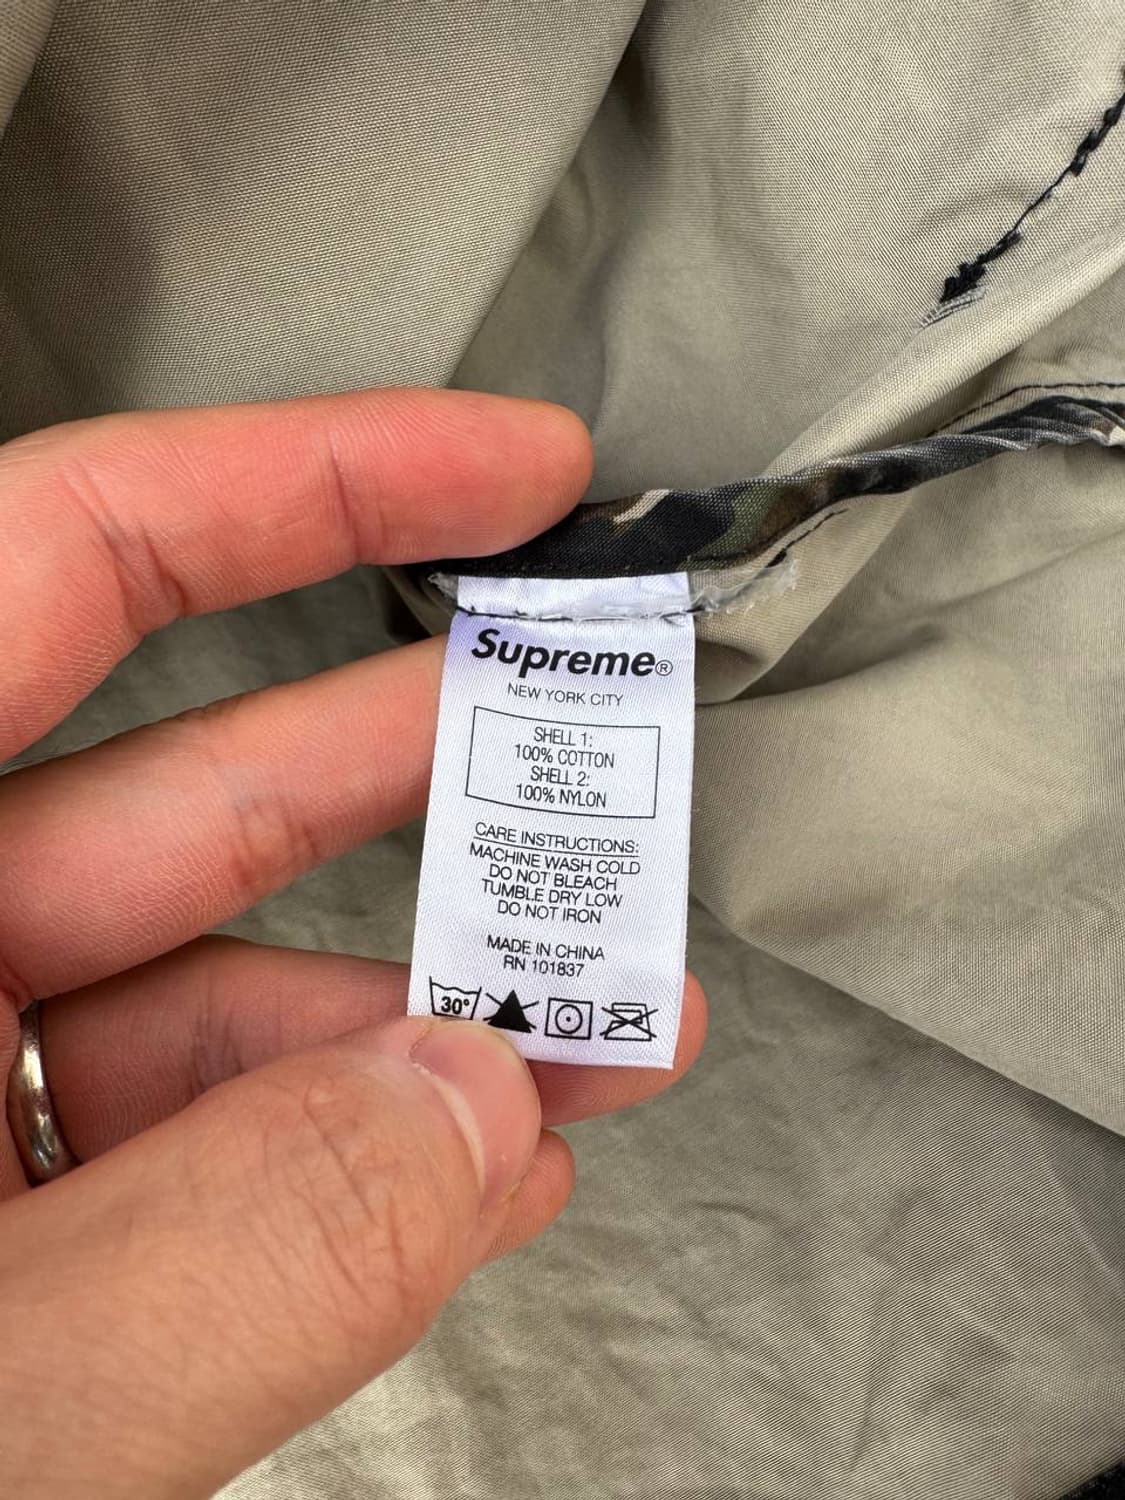 Supreme®
NEW YORK CITY
SHELL 1:
100% COTTON
SHELL 2:
100% NYLON
CARE INSTRUCTIONS:
MACHINE WASH COLD
DO NOT BLEACH
TUMBLE DRY LOW
DO NOT IRON
MADE IN CHINA
RN 101837
30°